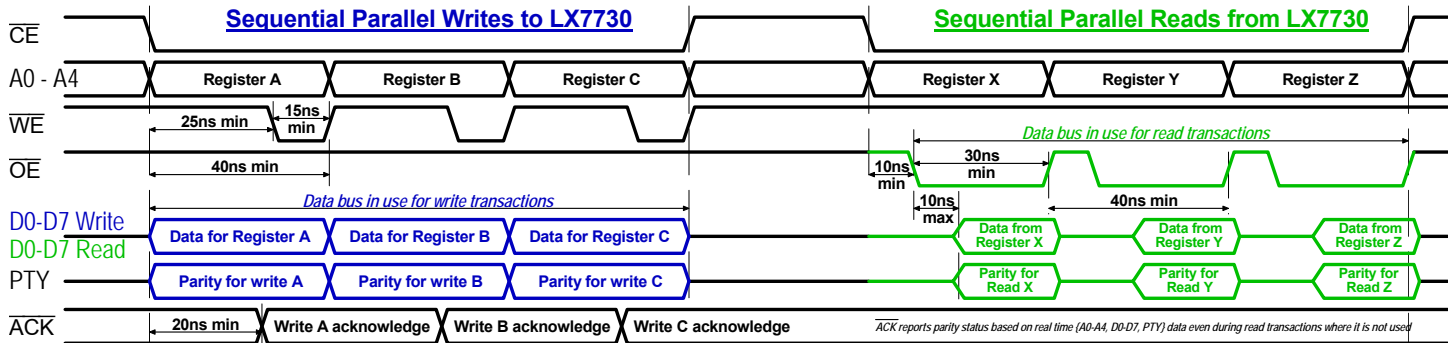 Sequential Parallel Writes to LX7730
Sequential Parallel Reads from LX7730
CE
A0 - A4
Register A
Register B
Register C
Register X
Register Y
Register Z
WE
25ns min
15ns
min
Data bus in use for read transactions
OE
40ns min
10ns
min
30ns
min
Data bus in use for write transactions
10ns
max
40ns min
D0-D7 Write
D0-D7 Read
Data for Register A
Data for Register B
Data for Register C
Data from
Register X
Data from
Register Y
Data from
Register Z
PTY
Parity for write A
Parity for write B
Parity for write C
Parity for
Read X
Parity for
Read Y
Parity for
Read Z
ACK
20ns min
Write A acknowledge
Write B acknowledge
Write C acknowledge
ACK reports parity status based on real time (A0-A4, D0-D7, PTY) data even during read transactions where it is not used